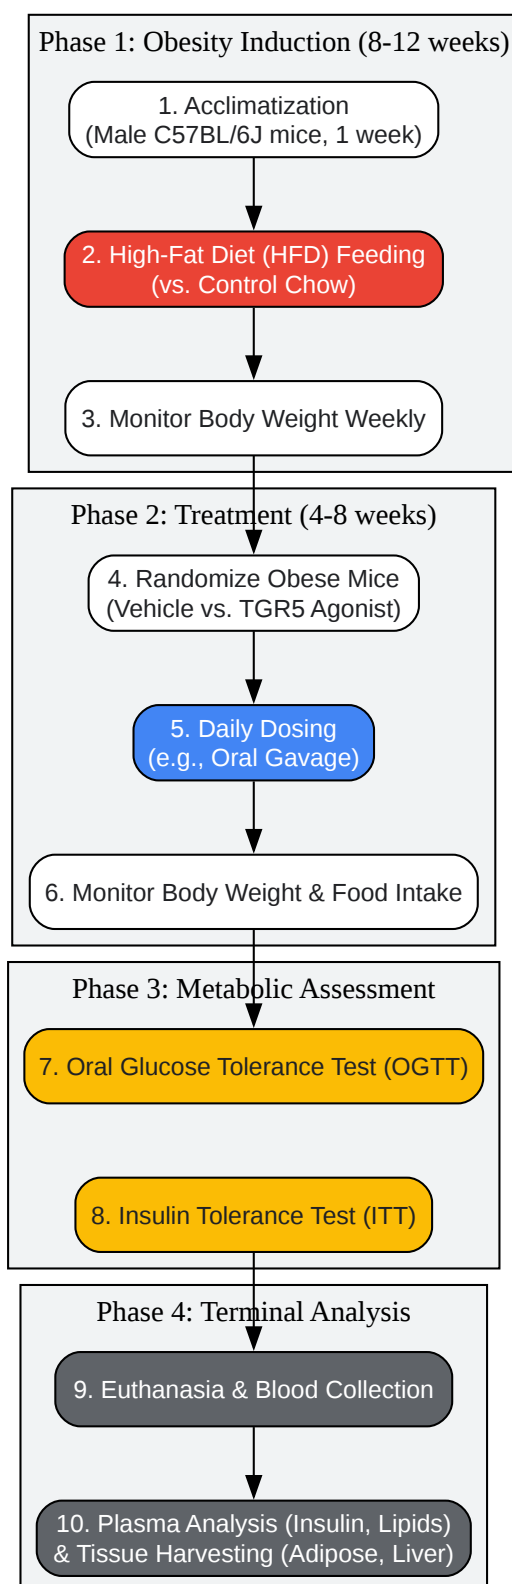 Phase 1: Obesity Induction (8-12 weeks)
1. Acclimatization
(Male C57BL/6J mice, 1 week)
2. High-Fat Diet (HFD) Feeding
(vs. Control Chow)
3. Monitor Body Weight Weekly
Phase 2: Treatment (4-8 weeks)
4. Randomize Obese Mice
(Vehicle vs. TGR5 Agonist)
5. Daily Dosing
(e.g., Oral Gavage)
6. Monitor Body Weight & Food Intake
Phase 3: Metabolic Assessment
7. Oral Glucose Tolerance Test (OGTT)
8. Insulin Tolerance Test (ITT)
Phase 4: Terminal Analysis
9. Euthanasia & Blood Collection
10. Plasma Analysis (Insulin, Lipids)
& Tissue Harvesting (Adipose, Liver)